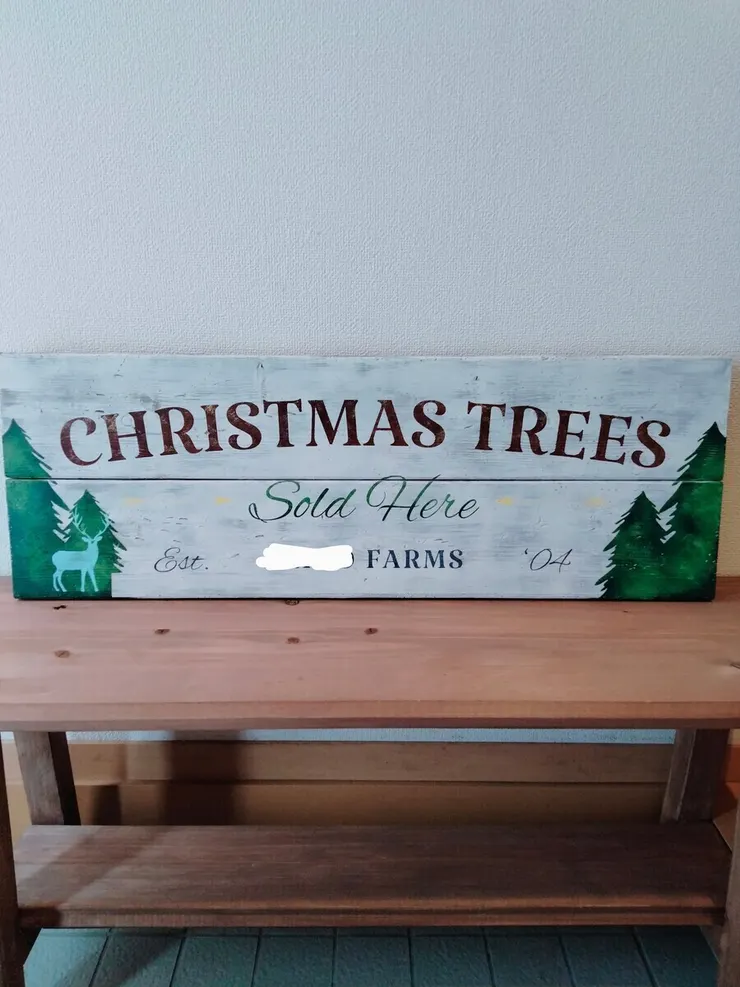 CHRISTMAS TREES
Sold Here
Est. FARMS '04